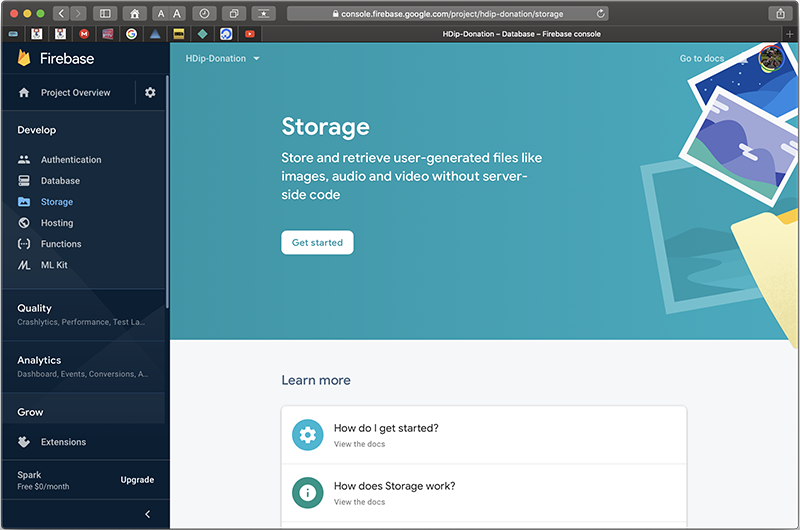 console.firebase.google.com/project/hdip-donation/storage
HDip-Donation – Database – Firebase console
Firebase
HDip-Donation
Go to docs
Project Overview
Develop
Authentication
Database
Storage
Hosting
Functions
ML Kit
Quality
Crashlytics, Performance, Test La...
Analytics
Dashboard, Events, Conversions, A...
Grow
Extensions
Spark
Free $0/month
Upgrade
Storage
Store and retrieve user-generated files like
images, audio and video without server-
side code
Get started
Learn more
How do I get started?
View the docs
How does Storage work?
View the docs